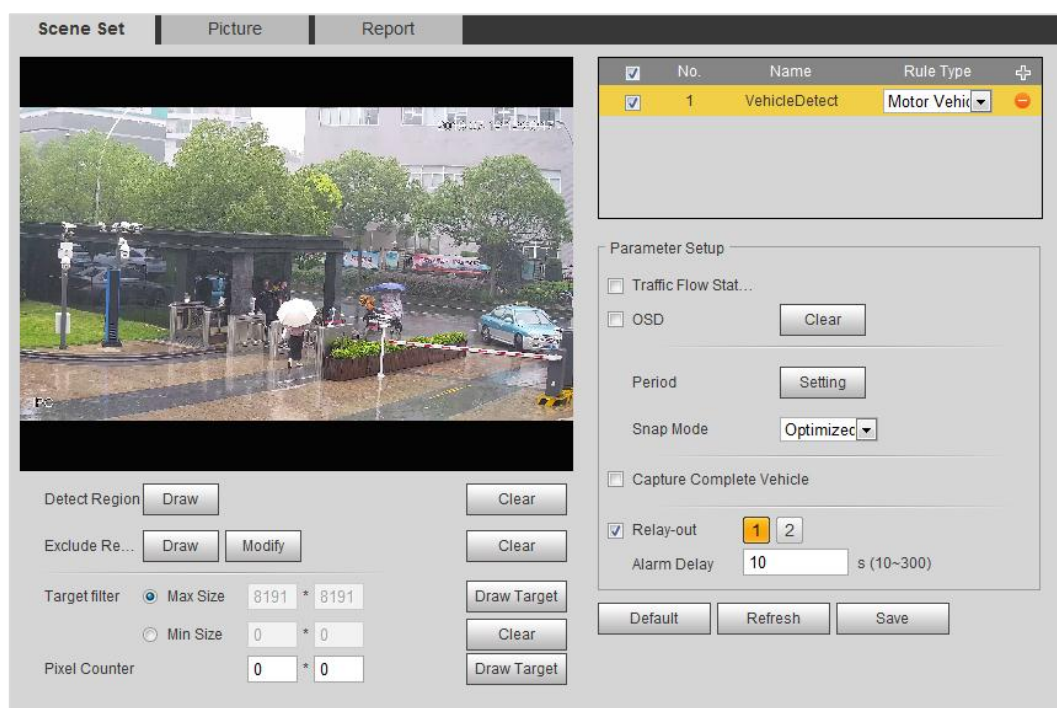 Scene Set Picture Report
No. Name Rule Type
1 VehicleDetect Motor Vehic
Parameter Setup
Traffic Flow Stat...
OSD Clear
Period Setting
Snap Mode Optimizec
Capture Complete Vehicle
Relay-out 1 2
Alarm Delay 10 s (10~300)
Default Refresh Save
Detect Region Draw Clear
Exclude Re... Draw Modify Clear
Target filter Max Size 8191 * 8191 Draw Target
Min Size 0 * 0 Clear
Pixel Counter 0 * 0 Draw Target